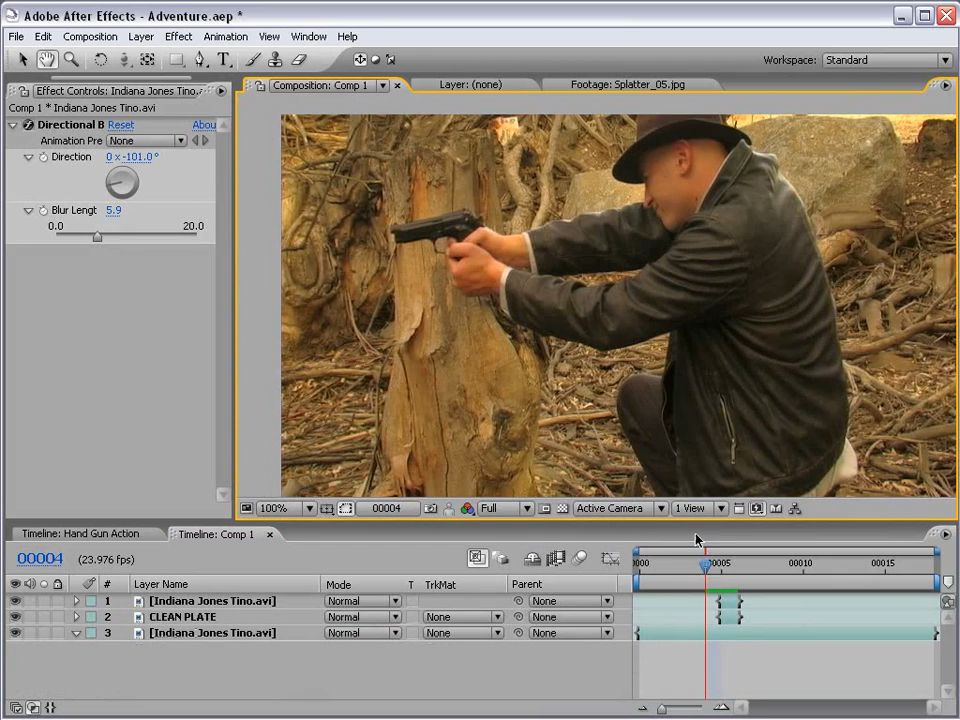 Adobe After Effects - Adventure.aep *
File Edit Composition Layer Effect Animation View Window Help
Workspace: Standard
Effect Controls: Indiana Jones Tino.
Composition: Comp 1
Layer: (none)
Footage: Splatter_05.jpg
Comp 1 * Indiana Jones Tino.avi
Directional B Reset Abou
Animation Pre None
Direction 0 x -101.0°
Blur Lengt 5.9
0.0 20.0
100% 00004 Full Active Camera 1 View
Timeline: Hand Gun Action Timeline: Comp 1
00004 (23.976 fps)
0000 00005 00010 00015
# Layer Name Mode T TrkMat Parent
1 [Indiana Jones Tino.avi] Normal None
2 CLEAN PLATE Normal None None
3 [Indiana Jones Tino.avi] Normal None None